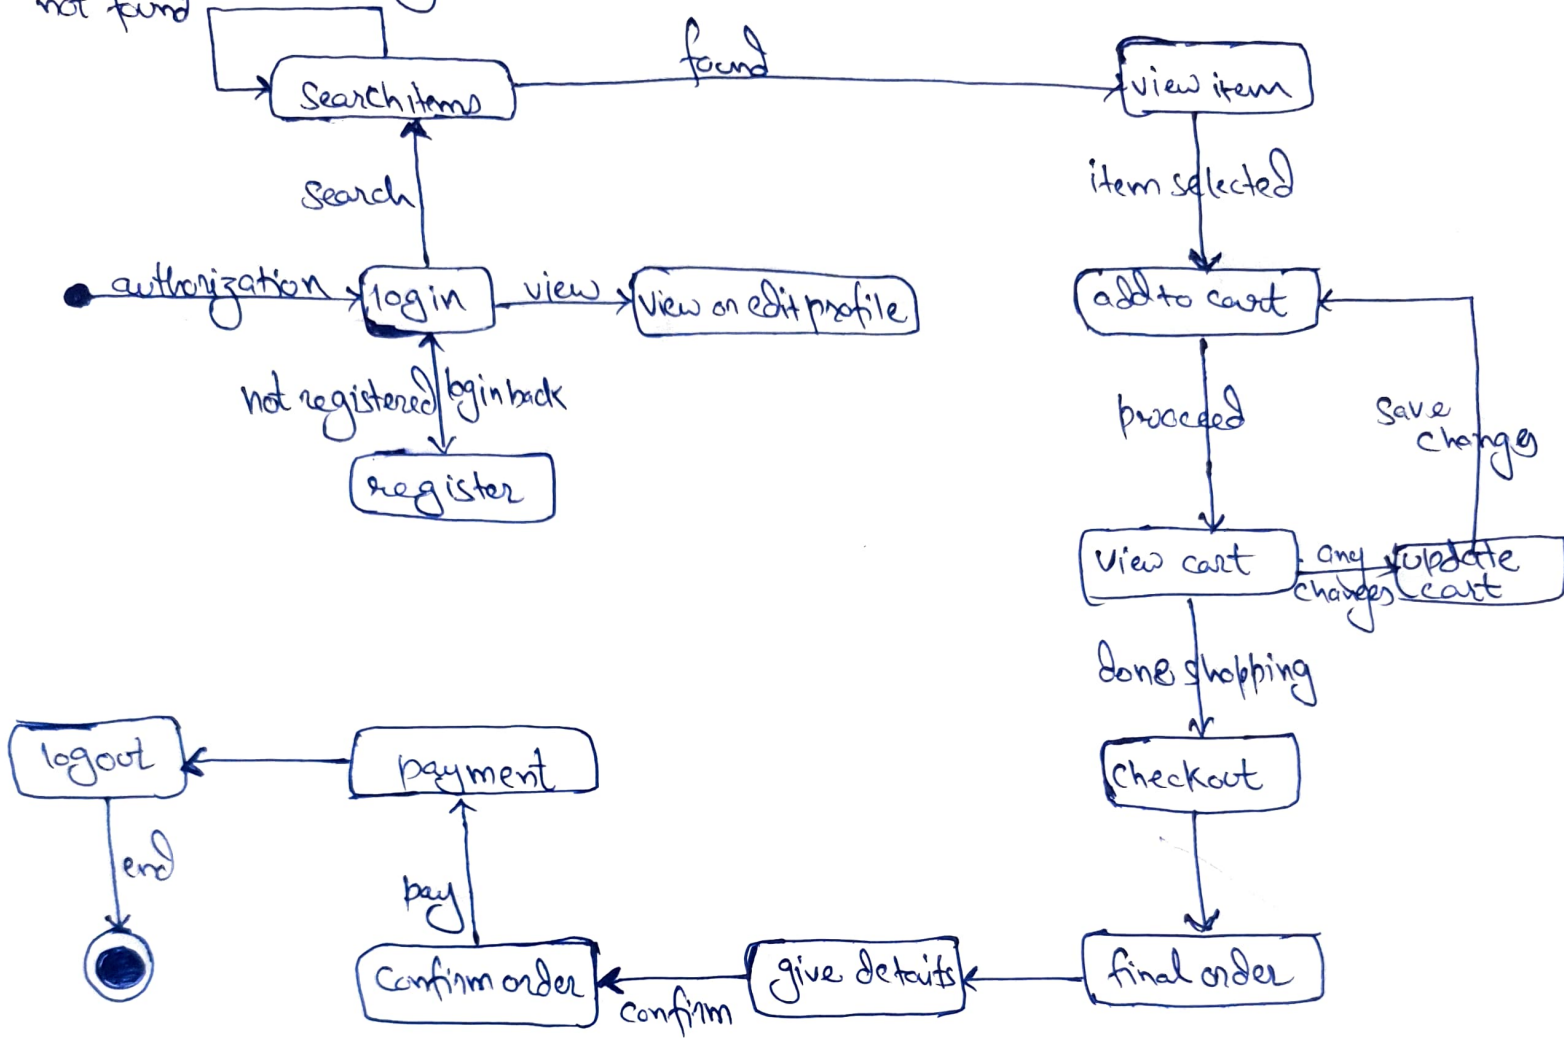 not found
found
Search items
view item
Search
item selected
authorization
login
view
view or edit profile
add to cart
not registered
login back
proceed
save
changes
register
view cart
any
changes
update
cart
done shopping
logout
payment
checkout
end
pay
Confirm order
confirm
give details
final order